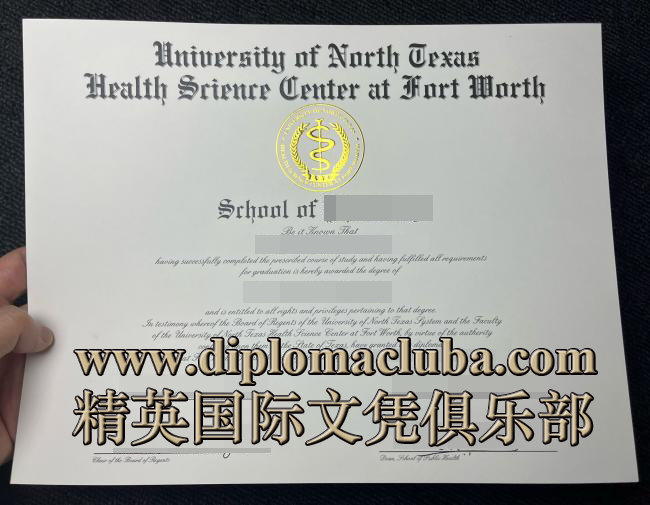 University of North Texas
Health Science Center at Fort Worth
School of
Be it Known That
having successfully completed the prescribed course of study and having fulfilled all requirements
for graduation is hereby awarded the degree of
and is entitled to all rights and privileges pertaining to that degree.
In testimony whereof the Board of Regents of the University of North Texas System and the Faculty
of the University of North Texas Health Science Center at Fort Worth, by virtue of the authority
the State of Texas, have granted diploma
www.diplomacluba.com
精英国际文凭俱乐部
Chair of the Board of Regents
Dean, School of Public Health